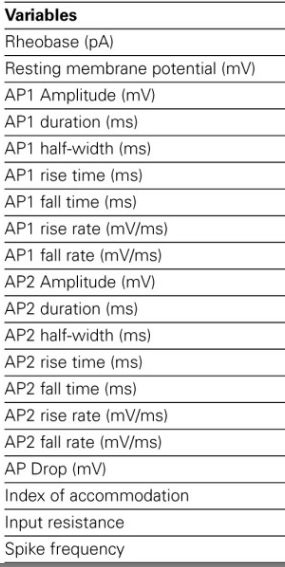 Variables
Rheobase (pA)
Resting membrane potential (mV)
AP1 Amplitude (mV)
AP1 duration (ms)
AP1 half-width (ms)
AP1 rise time (ms)
AP1 fall time (ms)
AP1 rise rate (mV/ms)
AP1 fall rate (mV/ms)
AP2 Amplitude (mV)
AP2 duration (ms)
AP2 half-width (ms)
AP2 rise time (ms)
AP2 fall time (ms)
AP2 rise rate (mV/ms)
AP2 fall rate (mV/ms)
AP Drop (mV)
Index of accommodation
Input resistance
Spike frequency